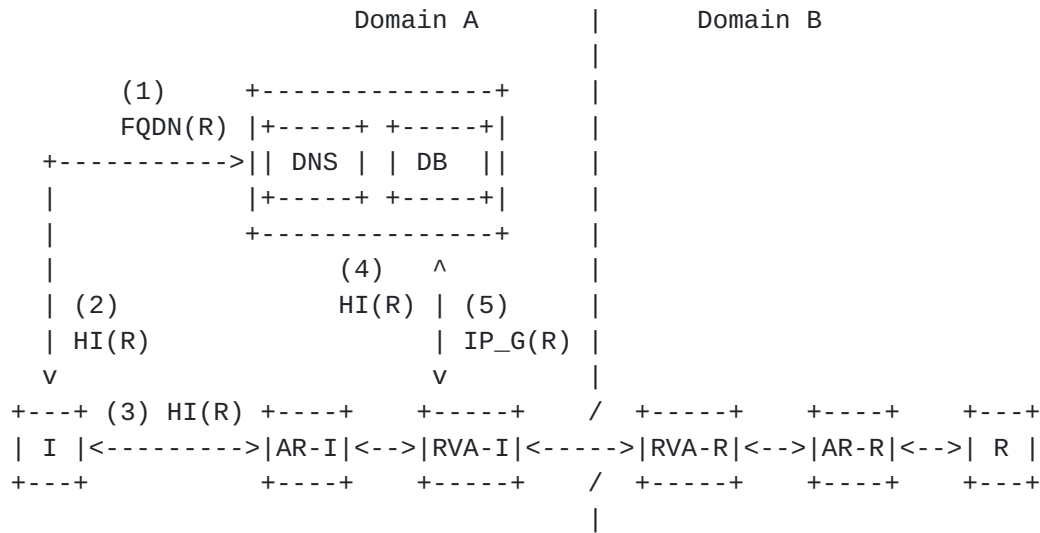 Domain A | Domain B
|
(1) +---------------+ |
FQDN(R) |+-----+ +-----+| |
+----------->|| DNS | | DB || |
| |+-----+ +-----+| |
| +---------------+ |
| (4) ^ |
| (2) HI(R) | (5) |
| HI(R) | IP_G(R) |
v v |
+---+ (3) HI(R) +----+ +-----+ / +-----+ +----+ +---+
| I |<--------->|AR-I|<-->|RVA-I|<----->|RVA-R|<-->|AR-R|<-->| R |
+---+ +----+ +-----+ / +-----+ +----+ +---+
|